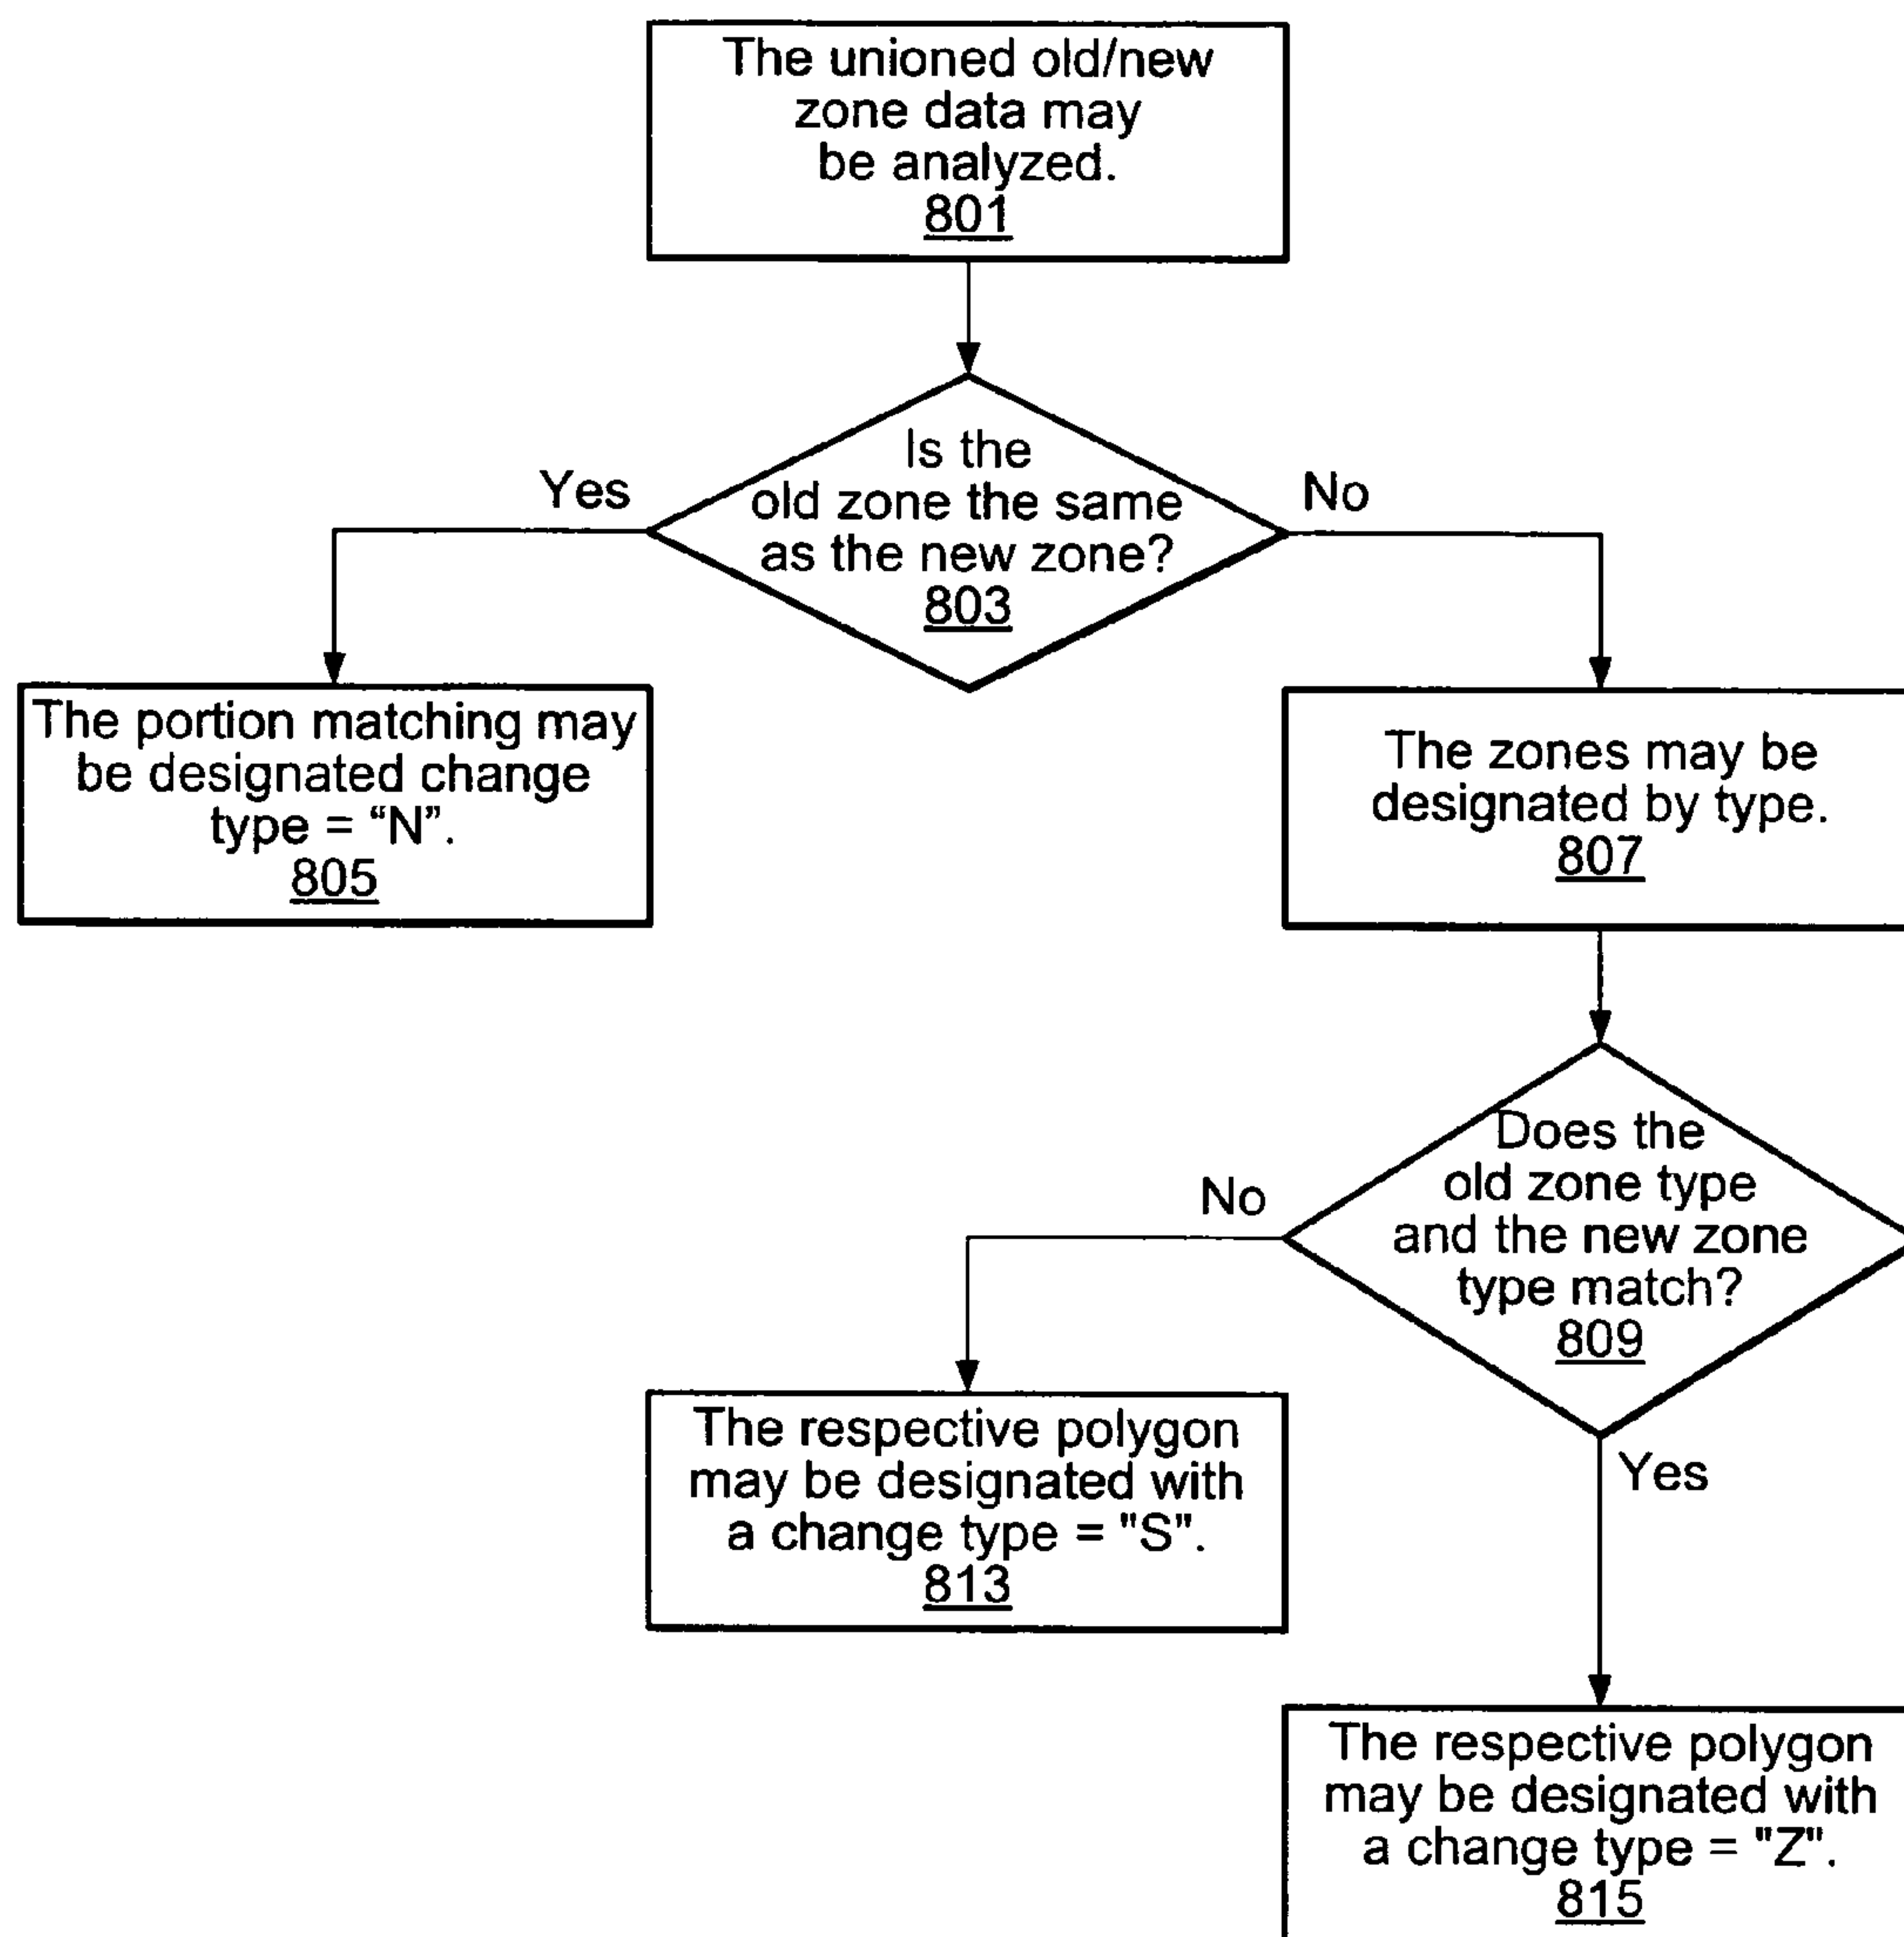 The unioned old/new
zone data may
be analyzed.
801
Is the
old zone the same
as the new zone?
803
Yes
No
The portion matching may
be designated change
type = “N”.
805
The zones may be
designated by type.
807
Does the
old zone type
and the new zone
type match?
809
No
Yes
The respective polygon
may be designated with
a change type = "S".
813
The respective polygon
may be designated with
a change type = "Z".
815